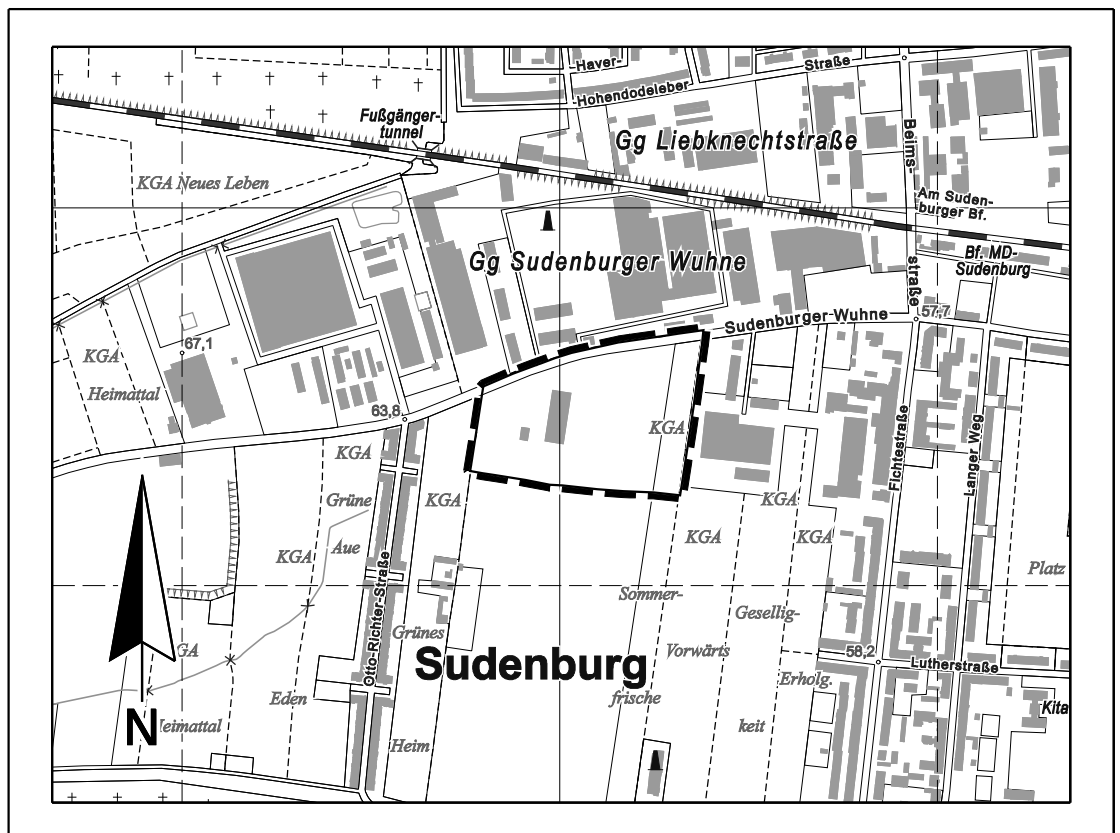 Haver-
Straße
Hohendodeleber
Fußgänger-
tunnel
Gg Liebknechtstraße
Beims-
straße
KGA Neues Leben
Am Suden-
burger Bf.
Bf. MD-
Sudenburg
Gg Sudenburger Wuhne
Sudenburger-Wuhne
57,7
67,1
KGA
Heimattal
63,8
KGA
KGA
Grüne
Aue
KGA
KGA
KGA
KGA
KGA
Fichtestraße
Langer Weg
Platz
Otto-Richter-Straße
Sommer-
frische
Gesellig-
keit
Grünes
Heim
Vorwärts
Sudenburg
58,2
Lutherstraße
Erholg.
Eden
GA
eimattal
N
Kita